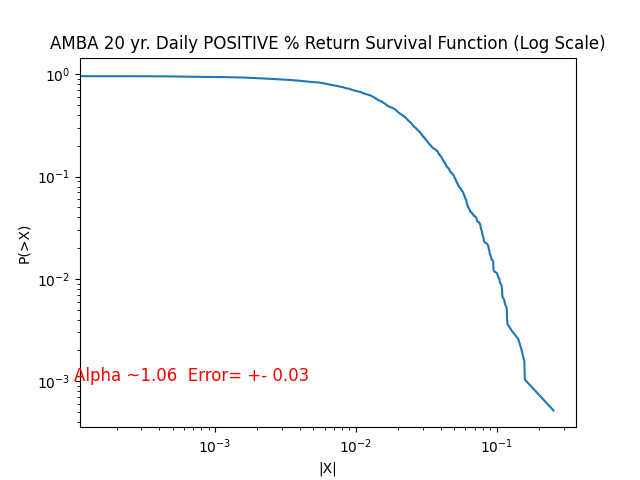 AMBA 20 yr. Daily POSITIVE % Return Survival Function (Log Scale)
10⁰
10⁻¹
10⁻²
10⁻³
P(>X)
Alpha ~1.06  Error= +- 0.03
10⁻³
10⁻²
10⁻¹
|X|